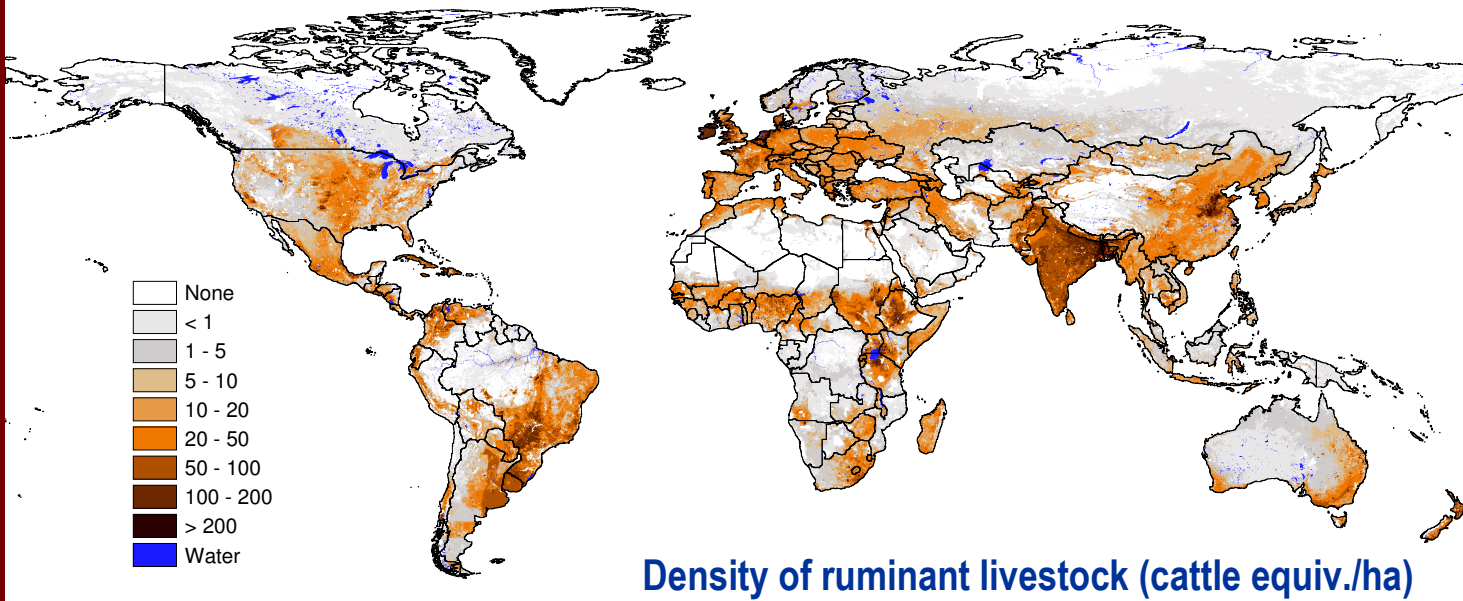 None
< 1
1 - 5
5 - 10
10 - 20
20 - 50
50 - 100
100 - 200
> 200
Water
Density of ruminant livestock (cattle equiv./ha)